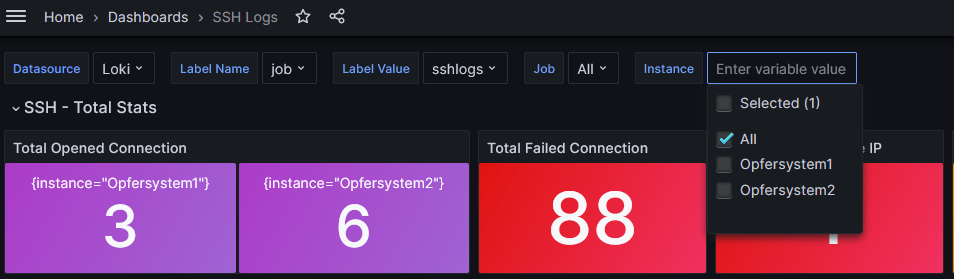 Home > Dashboards > SSH Logs
Datasource Loki Label Name job Label Value sshlogs Job All Instance Enter variable value
Selected (1)
SSH - Total Stats
All
Total Opened Connection Total Failed Connection IP
Opfersystem1
{instance="Opfersystem1"} {instance="Opfersystem2"}
Opfersystem2
3 6 88